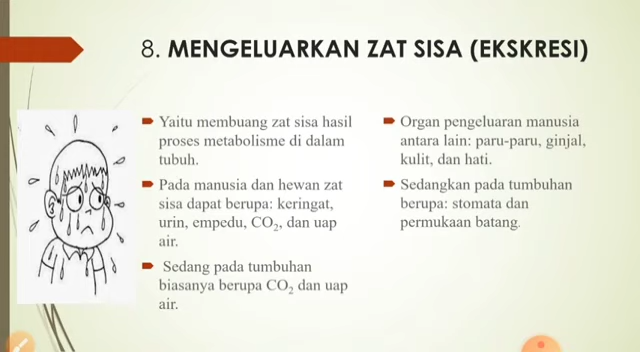 8. MENGELUARKAN ZAT SISA (EKSKRESI)
Yaitu membuang zat sisa hasil
proses metabolisme di dalam
tubuh.
Pada manusia dan hewan zat
sisa dapat berupa: keringat,
urin, empedu, CO₂, dan uap
air.
Sedang pada tumbuhan
biasanya berupa CO₂ dan uap
air.
Organ pengeluaran manusia
antara lain: paru-paru, ginjal,
kulit, dan hati.
Sedangkan pada tumbuhan
berupa: stomata dan
permukaan batang.